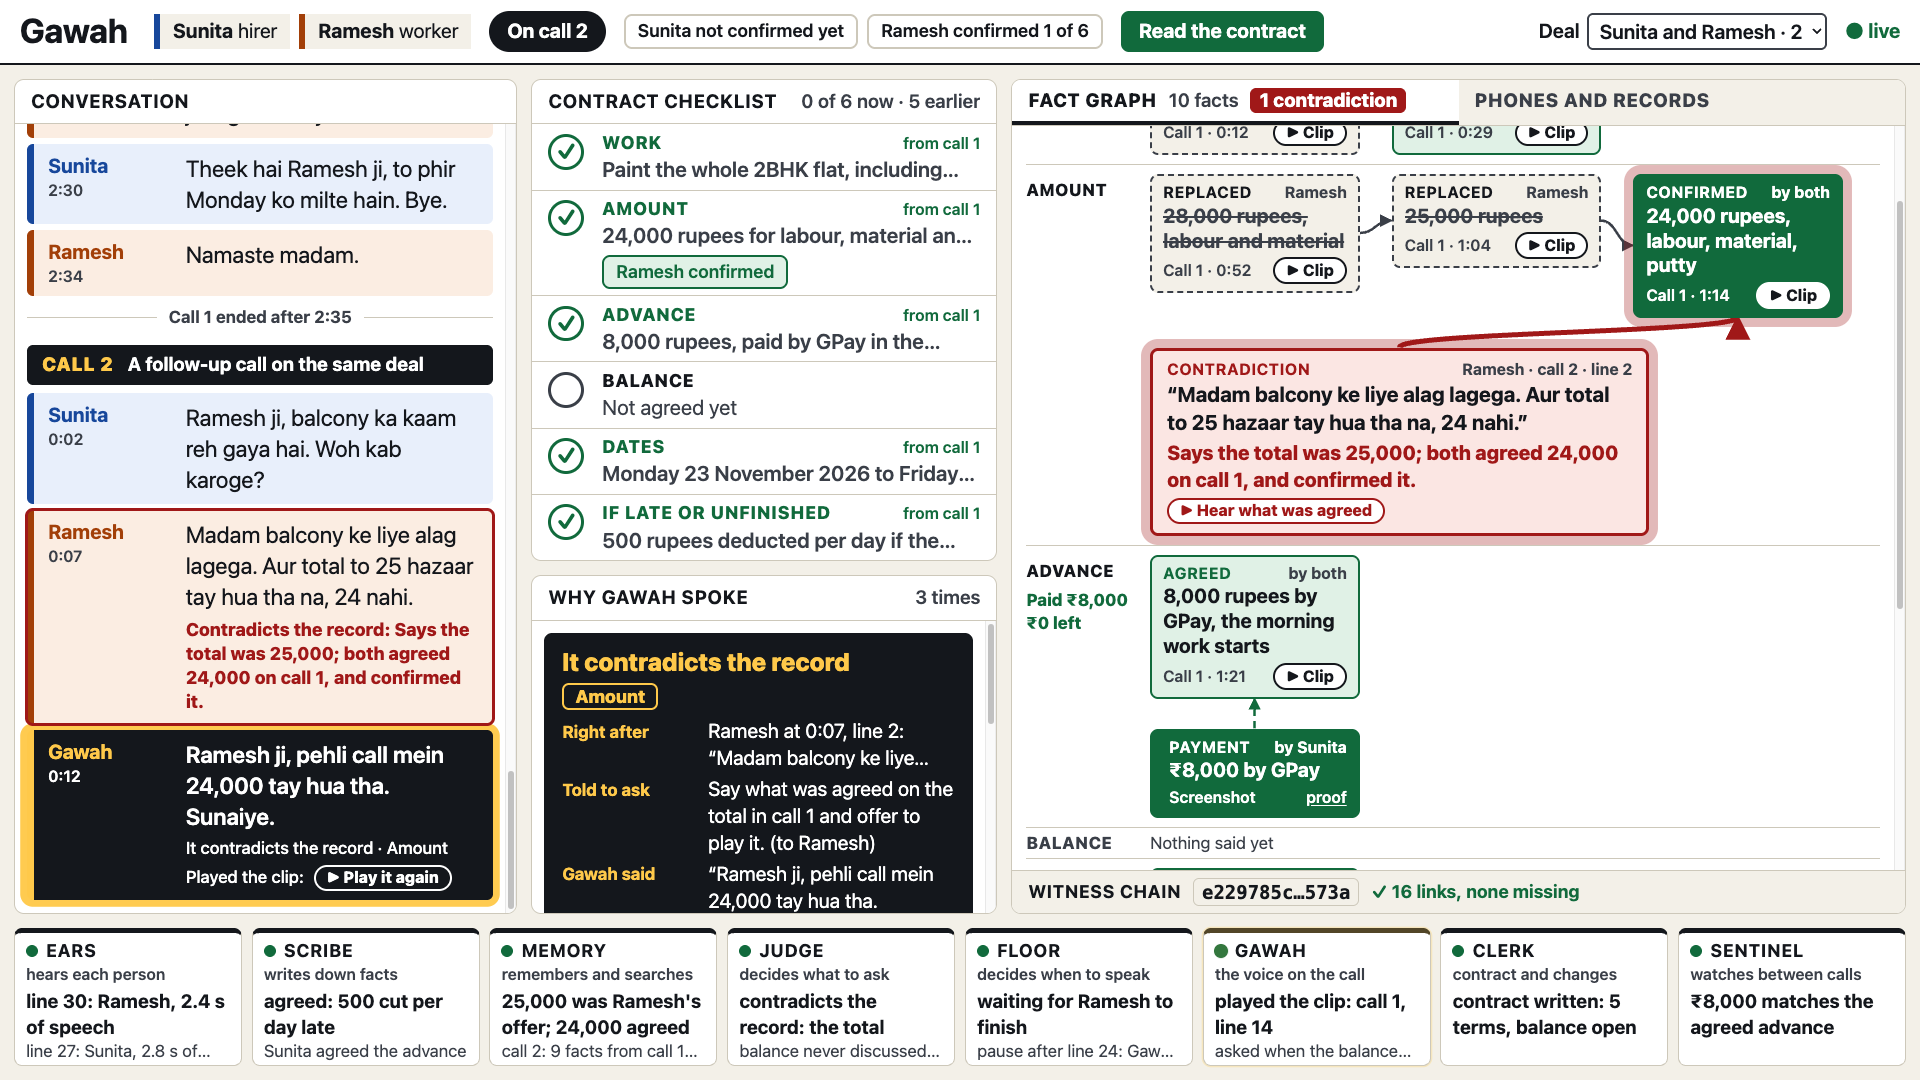 Gawah
Sunita hirer
Ramesh worker
On call 2
Sunita not confirmed yet
Ramesh confirmed 1 of 6
Read the contract
Deal
Sunita and Ramesh · 2
live
CONVERSATION
Sunita
2:30
Theek hai Ramesh ji, to phir
Monday ko milte hain. Bye.
Ramesh
2:34
Namaste madam.
Call 1 ended after 2:35
CALL 2 A follow-up call on the same deal
Sunita
0:02
Ramesh ji, balcony ka kaam
reh gaya hai. Woh kab
karoge?
Ramesh
0:07
Madam balcony ke liye alag
lagega. Aur total to 25 hazaar
tay hua tha na, 24 nahi.
Contradicts the record: Says the
total was 25,000; both agreed
24,000 on call 1, and confirmed
it.
Gawah
0:12
Ramesh ji, pehli call mein
24,000 tay hua tha.
Sunaiye.
It contradicts the record · Amount
Played the clip: ▶ Play it again
CONTRACT CHECKLIST 0 of 6 now · 5 earlier
WORK from call 1
Paint the whole 2BHK flat, including...
AMOUNT from call 1
24,000 rupees for labour, material an...
Ramesh confirmed
ADVANCE from call 1
8,000 rupees, paid by GPay in the...
BALANCE
Not agreed yet
DATES from call 1
Monday 23 November 2026 to Friday...
IF LATE OR UNFINISHED from call 1
500 rupees deducted per day if the...
WHY GAWAH SPOKE 3 times
It contradicts the record
Amount
Right after Ramesh at 0:07, line 2:
“Madam balcony ke liye...
Told to ask Say what was agreed on the
total in call 1 and offer to
play it. (to Ramesh)
Gawah said “Ramesh ji, pehli call mein
24,000 tay hua tha.
FACT GRAPH 10 facts 1 contradiction
PHONES AND RECORDS
Call 1 · 0:12 ▶ Clip
Call 1 · 0:29 ▶ Clip
AMOUNT
REPLACED Ramesh
28,000 rupees,
labour and material
Call 1 · 0:52 ▶ Clip
REPLACED Ramesh
25,000 rupees
Call 1 · 1:04 ▶ Clip
CONFIRMED by both
24,000 rupees,
labour, material,
putty
Call 1 · 1:14 ▶ Clip
CONTRADICTION Ramesh · call 2 · line 2
“Madam balcony ke liye alag lagega. Aur total
to 25 hazaar tay hua tha na, 24 nahi.”
Says the total was 25,000; both agreed 24,000
on call 1, and confirmed it.
▶ Hear what was agreed
ADVANCE
Paid ₹8,000
₹0 left
AGREED by both
8,000 rupees by
GPay, the morning
work starts
Call 1 · 1:21 ▶ Clip
PAYMENT by Sunita
₹8,000 by GPay
Screenshot proof
BALANCE Nothing said yet
WITNESS CHAIN e229785c…573a ✓ 16 links, none missing
EARS
hears each person
line 30: Ramesh, 2.4 s
of speech
line 27: Sunita, 2.8 s of...
SCRIBE
writes down facts
agreed: 500 cut per
day late
Sunita agreed the advance
MEMORY
remembers and searches
25,000 was Ramesh's
offer; 24,000 agreed
call 2: 9 facts from call 1...
JUDGE
decides what to ask
contradicts the
record: the total
balance never discussed...
FLOOR
decides when to speak
waiting for Ramesh to
finish
pause after line 24: Gaw...
GAWAH
the voice on the call
played the clip: call 1,
line 14
asked when the balance...
CLERK
contract and changes
contract written: 5
terms, balance open
SENTINEL
watches between calls
₹8,000 matches the
agreed advance